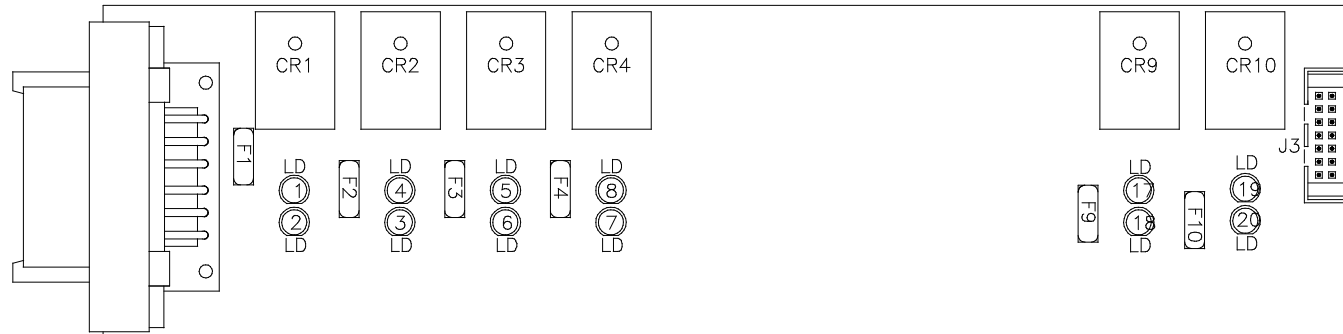 CR1 CR2 CR3 CR4 CR9 CR10
J3
F1 F2 F3 F4 F9 F10
LD LD LD LD LD LD
1 4 5 8 17 19
2 3 6 7 18 20
LD LD LD LD LD LD